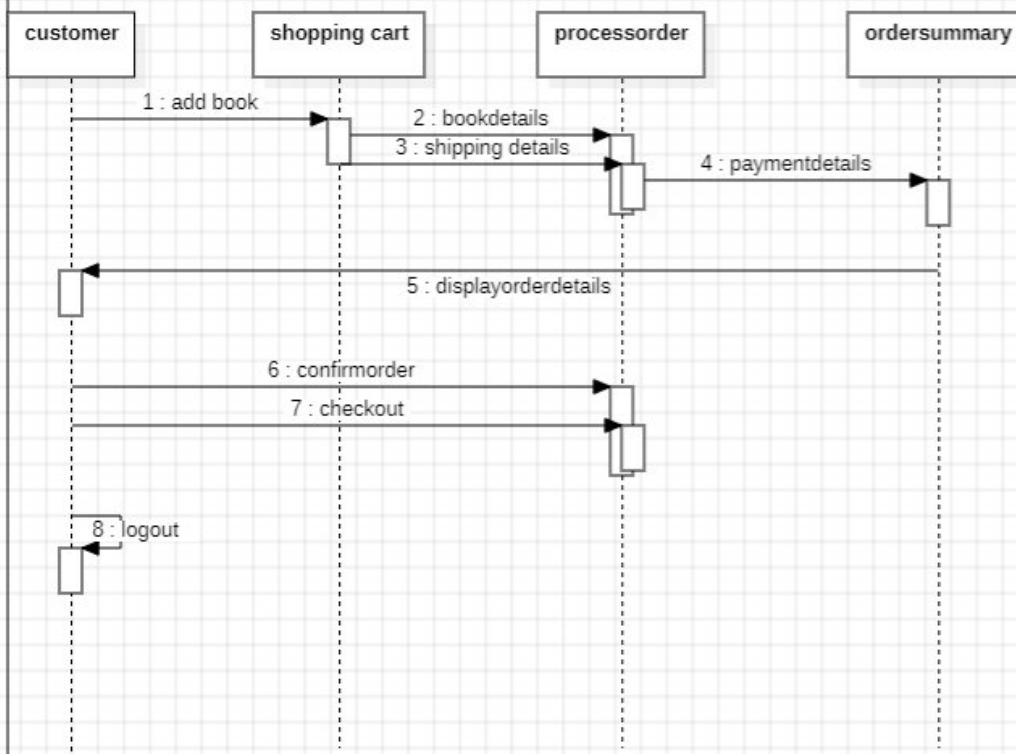 customer
shopping cart
processorder
ordersummary
1 : add book
2 : bookdetails
3 : shipping details
4 : paymentdetails
5 : displayorderdetails
6 : confirmorder
7 : checkout
8 : logout